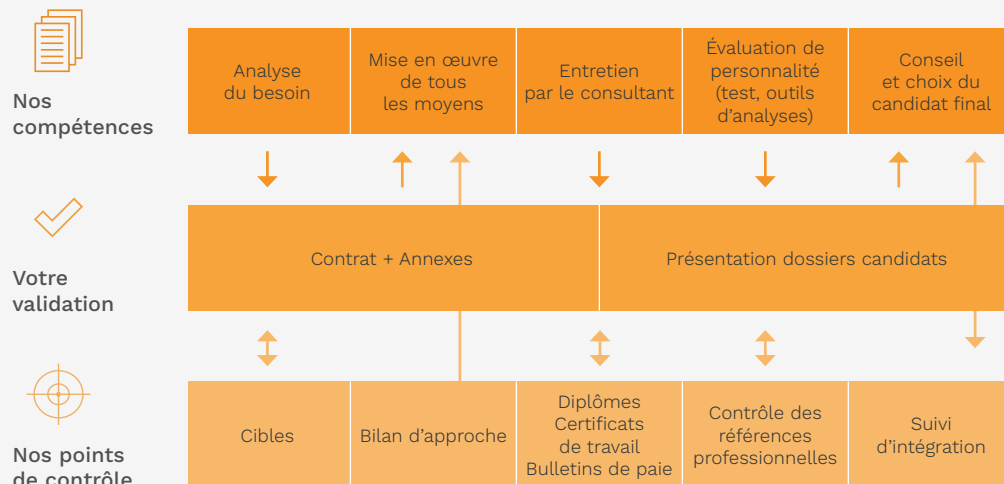 Nos
compétences
Analyse
du besoin
Mise en œuvre
de tous
les moyens
Entretien
par le consultant
Évaluation de
personnalité
(test, outils
d'analyses)
Conseil
et choix du
candidat final
Votre
validation
Contrat + Annexes
Présentation dossiers candidats
Nos points
de contrôle
Cibles
Bilan d'approche
Diplômes
Certificats
de travail
Bulletins de paie
Contrôle des
références
professionnelles
Suivi
d'intégration